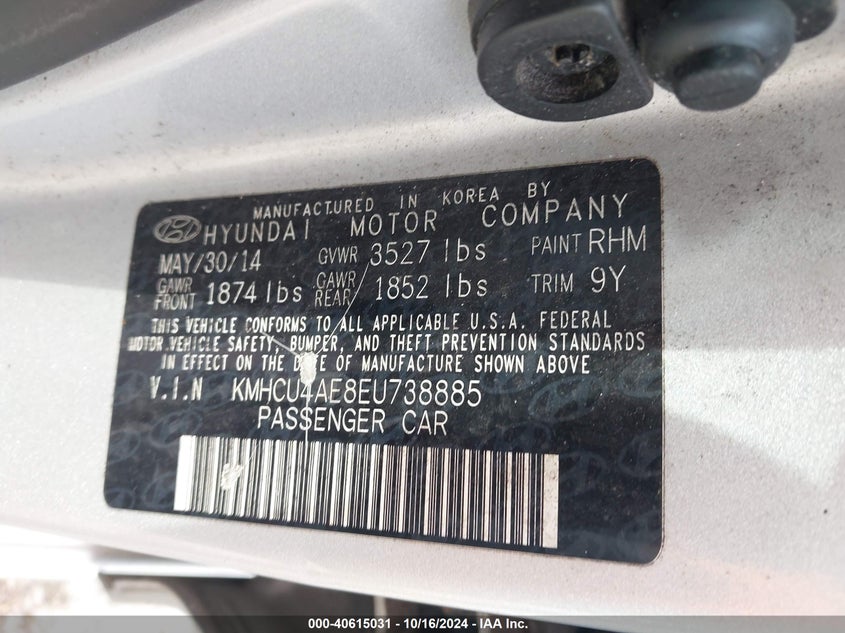 MANUFACTURED IN KOREA BY
HYUNDAI MOTOR COMPANY
MAY/30/14 GVWR 3527 lbs PAINT RHM
GAWR FRONT 1874 lbs GAWR REAR 1852 lbs TRIM 9Y
THIS VEHICLE CONFORMS TO ALL APPLICABLE U.S.A. FEDERAL
MOTOR VEHICLE SAFETY, BUMPER, AND THEFT PREVENTION STANDARDS
IN EFFECT ON THE DATE OF MANUFACTURE SHOWN ABOVE
V.I.N KMHCU4AE8EU738885
PASSENGER CAR
000-40615031 - 10/16/2024 - IAA Inc.